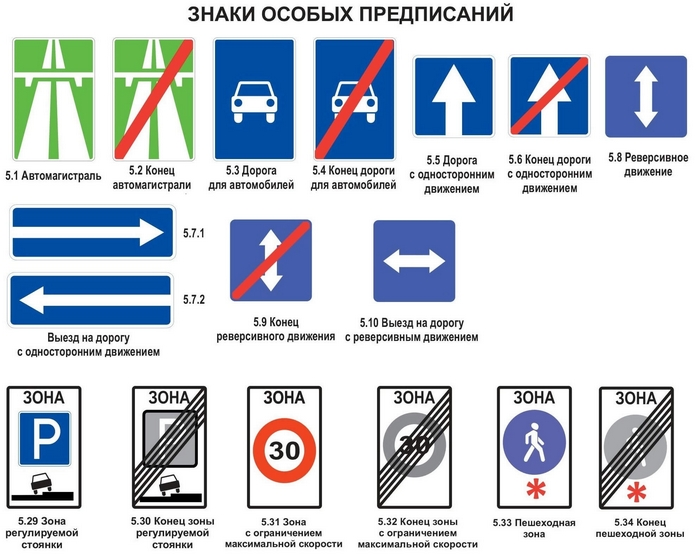 ЗНАКИ ОСОБЫХ ПРЕДПИСАНИЙ
5.1 Автомагистраль
5.2 Конец
автомагистрали
5.3 Дорога
для автомобилей
5.4 Конец дороги
для автомобилей
5.5 Дорога
с односторонним
движением
5.6 Конец дороги
с односторонним
движением
5.8 Реверсивное
движение
5.7.1
5.7.2
Выезд на дорогу
с односторонним движением
5.9 Конец
реверсивного движения
5.10 Выезд на дорогу
с реверсивным движением
ЗОНА
P
5.29 Зона
регулируемой
стоянки
ЗОНА
P
5.30 Конец зоны
регулируемой
стоянки
ЗОНА
30
5.31 Зона
с ограничением
максимальной скорости
ЗОНА
30
5.32 Конец зоны
с ограничением
максимальной скорости
ЗОНА
*
5.33 Пешеходная
зона
ЗОНА
*
5.34 Конец
пешеходной зоны